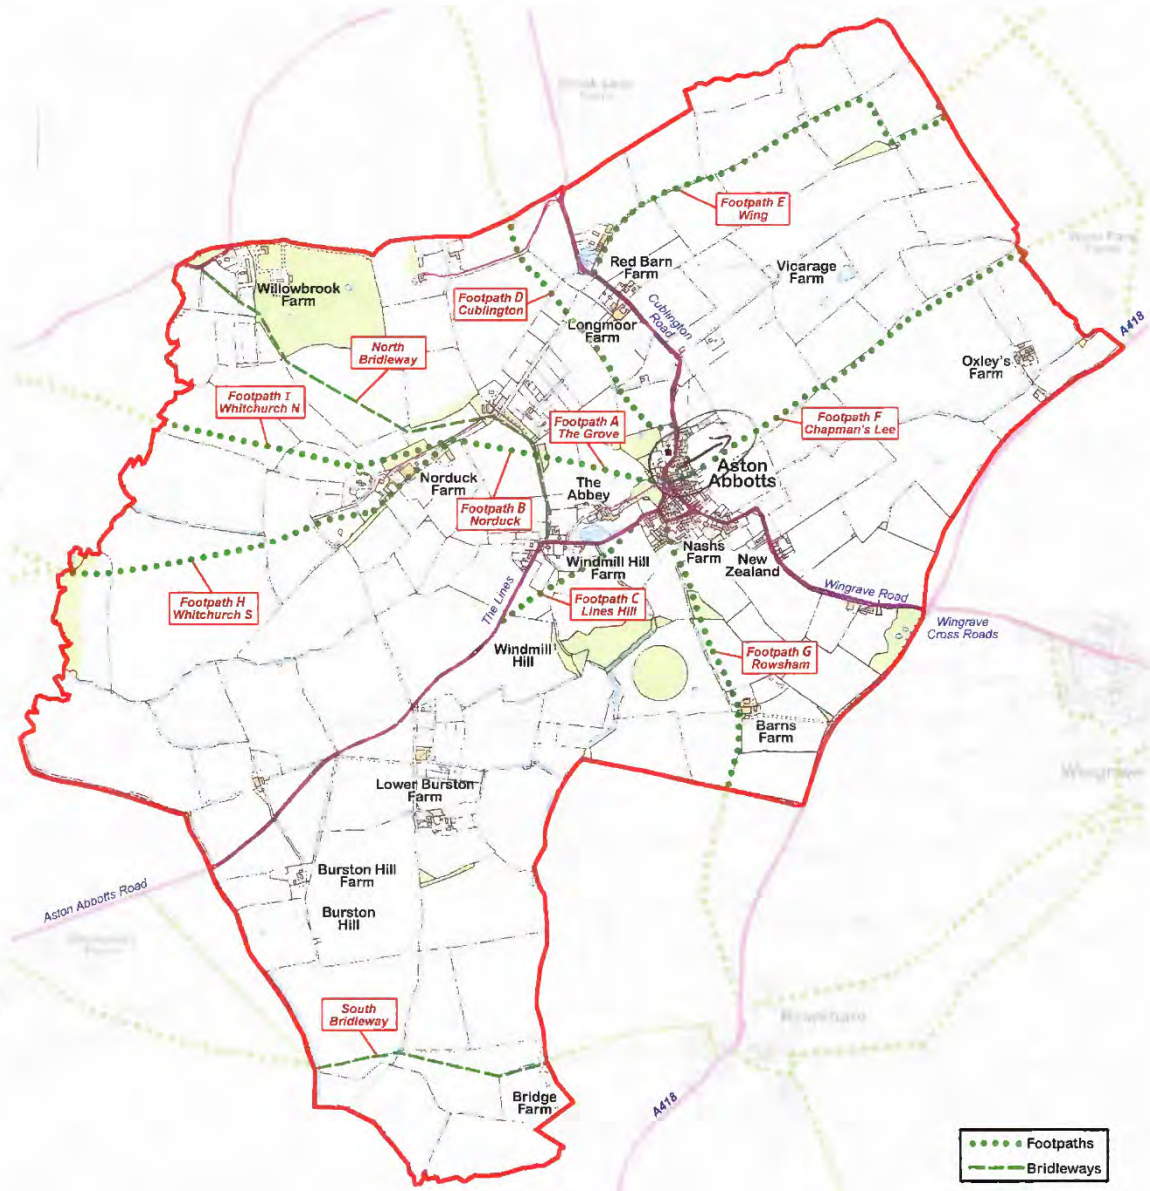 Footpath E
Wing
Red Barn
Farm
Vicarage
Farm
Willowbrook
Farm
Footpath D
Cublington
Cublington
Road
Longmoor
Farm
A418
North
Bridleway
Oxley's
Farm
Footpath I
Whitchurch N
Footpath A
The Grove
Footpath F
Chapman's Lee
Aston
Abbotts
Norduck
Farm
The
Abbey
Footpath B
Norduck
Nashs
Farm
New
Zealand
Windmill Hill
Farm
Footpath H
Whitchurch S
The Lines
Footpath C
Lines Hill
Wingrave Road
Wingrave
Cross Roads
Windmill
Hill
Footpath G
Rowsham
Barns
Farm
Wingrave
Lower Burston
Farm
Burston Hill
Farm
Aston Abbotts Road
Burston
Hill
South
Bridleway
Rowsham
Bridge
Farm
A418
Footpaths
Bridleways